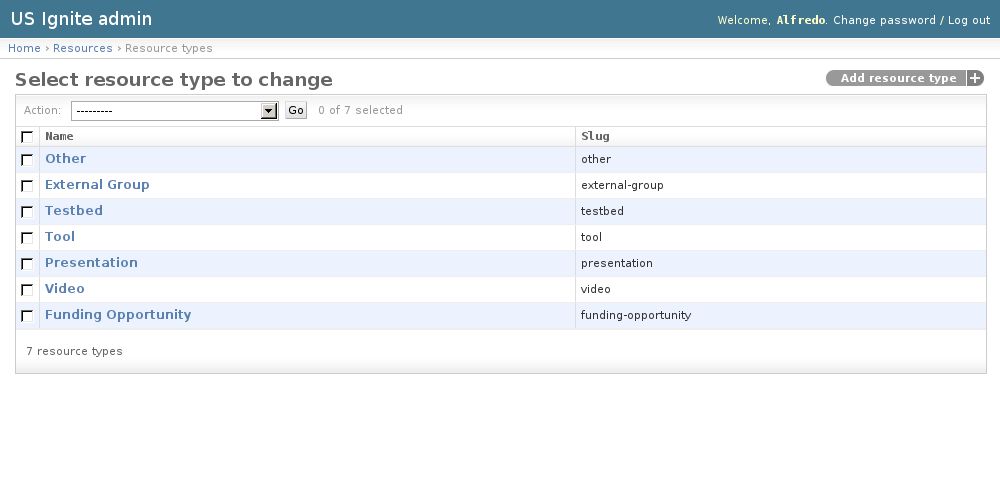 US Ignite admin
Welcome, Alfredo. Change password / Log out
Home › Resources › Resource types
Select resource type to change
Add resource type +
Action: --------- Go 0 of 7 selected
Name Slug
Other other
External Group external-group
Testbed testbed
Tool tool
Presentation presentation
Video video
Funding Opportunity funding-opportunity
7 resource types